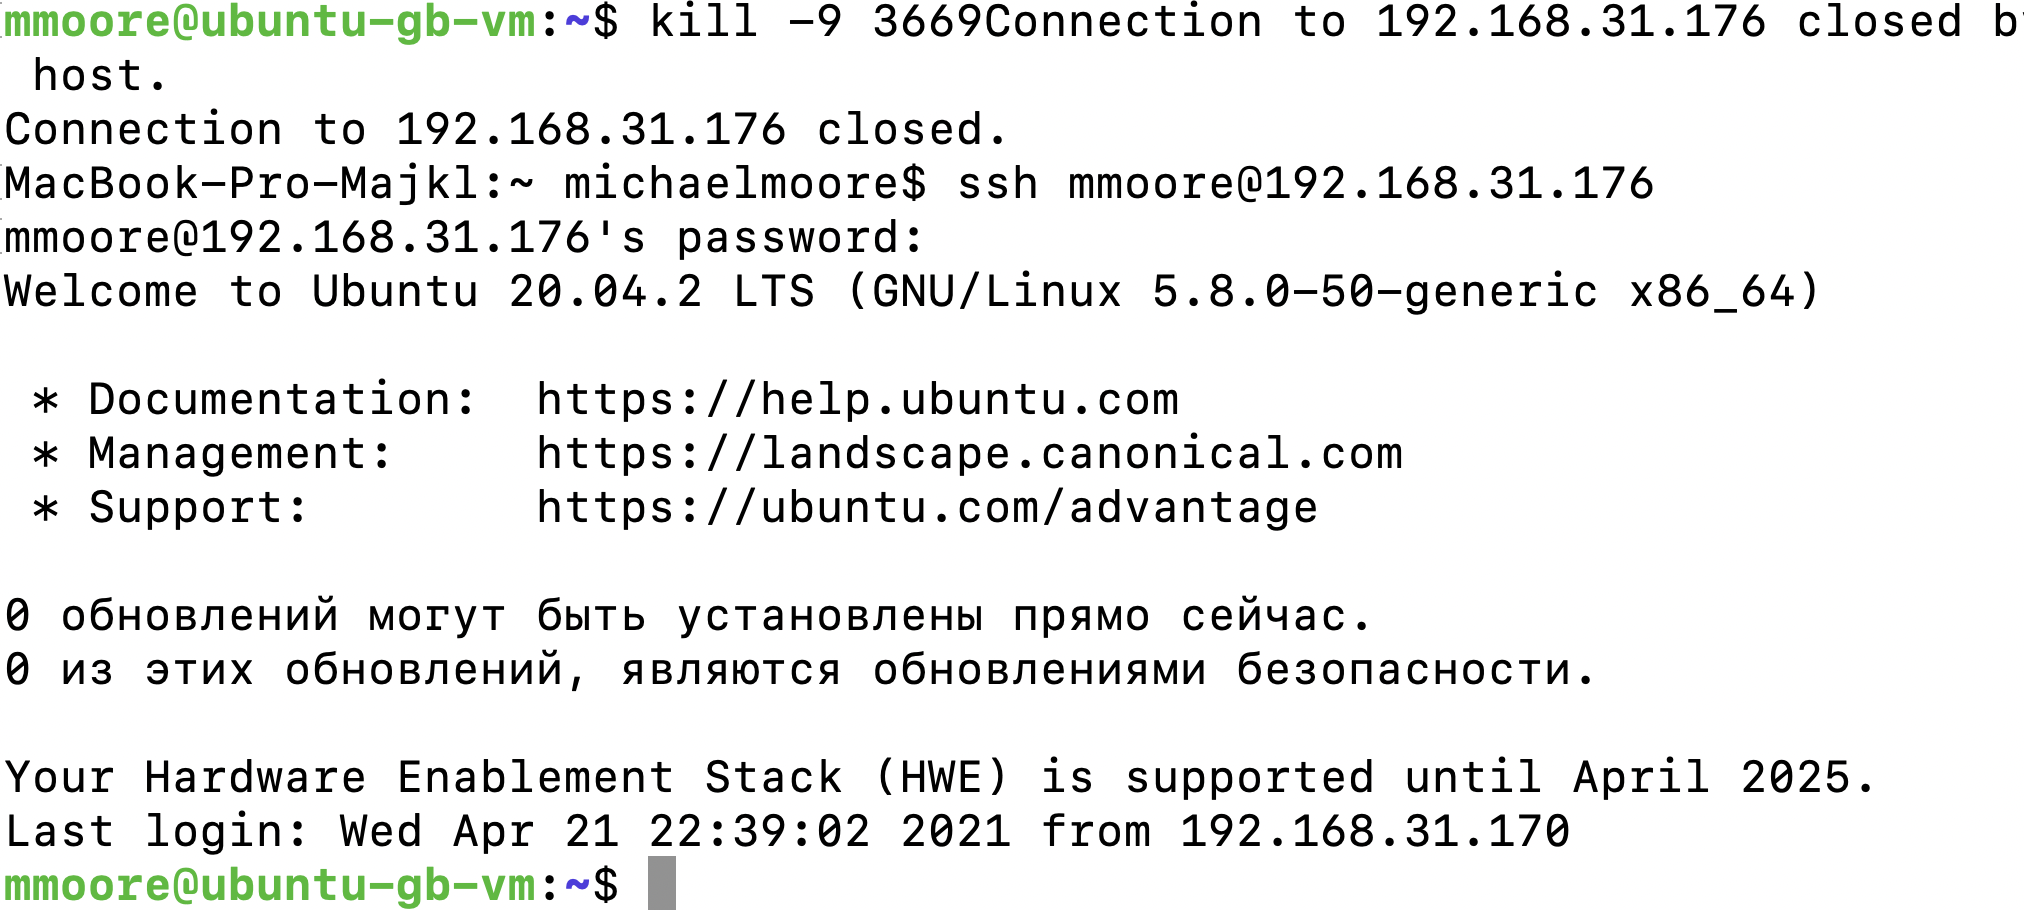 mmoore@ubuntu-gb-vm:~$ kill -9 3669Connection to 192.168.31.176 closed
host.
Connection to 192.168.31.176 closed.
MacBook-Pro-Majkl:~ michaelmoore$ ssh mmoore@192.168.31.176
mmoore@192.168.31.176's password:
Welcome to Ubuntu 20.04.2 LTS (GNU/Linux 5.8.0-50-generic x86_64)
* Documentation: https://help.ubuntu.com
* Management: https://landscape.canonical.com
* Support: https://ubuntu.com/advantage
0 обновлений могут быть установлены прямо сейчас.
0 из этих обновлений, являются обновлениями безопасности.
Your Hardware Enablement Stack (HWE) is supported until April 2025.
Last login: Wed Apr 21 22:39:02 2021 from 192.168.31.170
mmoore@ubuntu-gb-vm:~$